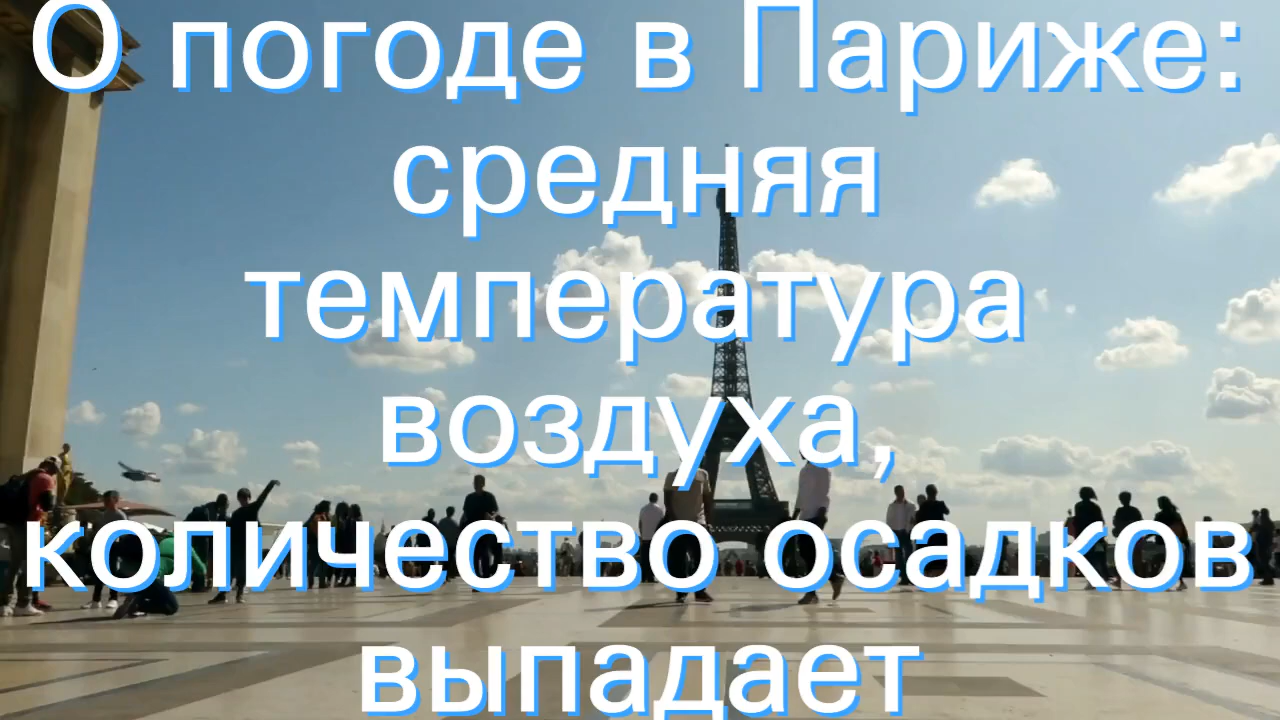 О погоде в Париже:
средняя
температура
воздуха,
количество осадков
выпадает